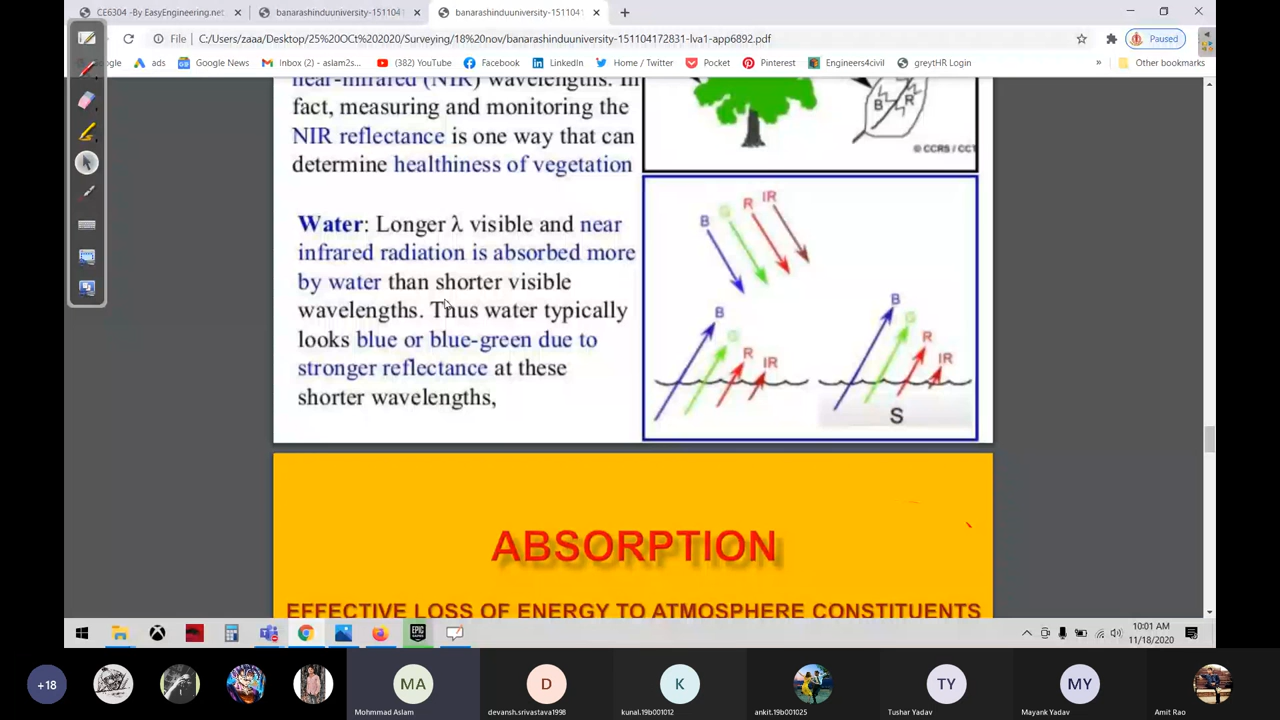 CE6304 -By EasyEngineering.net
banarashinduuniversity-1511041
banarashinduuniversity-1511041
File
C:/Users/zaaa/Desktop/25%20OCt%202020/Surveying/18%20nov/banarashinduuniversity-151104172831-lva1-app6892.pdf
Paused
ogle
ads
Google News
Inbox (2) - aslam2s...
(382) YouTube
Facebook
LinkedIn
Twitter
Pocket
Pinterest
Engineers4civil
greytHR Login
»
Other bookmarks
near-infrared (NIR) wavelengths. In
fact, measuring and monitoring the
NIR reflectance is one way that can
determine healthiness of vegetation
B
R
© CCRS / CCT
Water: Longer λ visible and near
infrared radiation is absorbed more
by water than shorter visible
wavelengths. Thus water typically
looks blue or blue-green due to
stronger reflectance at these
shorter wavelengths,
B G R IR
B G R IR
B G R IR
S
ABSORPTION
EFFECTIVE LOSS OF ENERGY TO ATMOSPHERE CONSTITUENTS
EPIC
10:01 AM
11/18/2020
+18
MA
D
K
TY
MY
Mohmmad Aslam
devansh.srivastava1998
kunal.19b001012
ankit.19b001025
Tushar Yadav
Mayank Yadav
Amit Rao